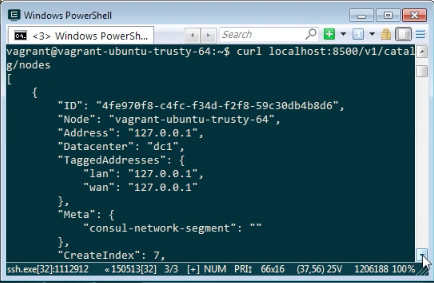 Windows PowerShell
<3> Windows PowerSh...
Search
vagrant@vagrant-ubuntu-trusty-64:~$ curl localhost:8500/v1/catal
g/nodes
[
    {
        "ID": "4fe970f8-c4fc-f34d-f2f8-59c30db4b8d6",
        "Node": "vagrant-ubuntu-trusty-64",
        "Address": "127.0.0.1",
        "Datacenter": "dc1",
        "TaggedAddresses": {
            "lan": "127.0.0.1",
            "wan": "127.0.0.1"
        },
        "Meta": {
            "consul-network-segment": ""
        },
        "CreateIndex": 7,
ssh.exe[32]:1112912 «150513[32] 3/3 [+] NUM PRI‡ 66x16 (37,56) 25V 1206188 100%